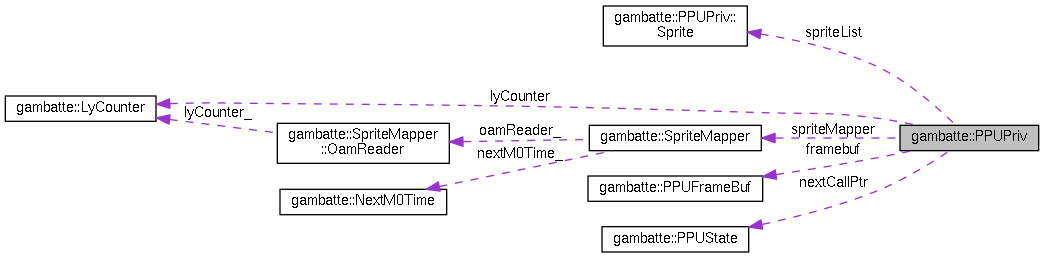 gambatte::PPUPriv::
Sprite
spriteList
lyCounter
gambatte::LyCounter
lyCounter_
gambatte::SpriteMapper
::OamReader
oamReader_
nextM0Time_
gambatte::SpriteMapper
spriteMapper
framebuf
gambatte::PPUPriv
gambatte::NextM0Time
gambatte::PPUFrameBuf
nextCallPtr
gambatte::PPUState